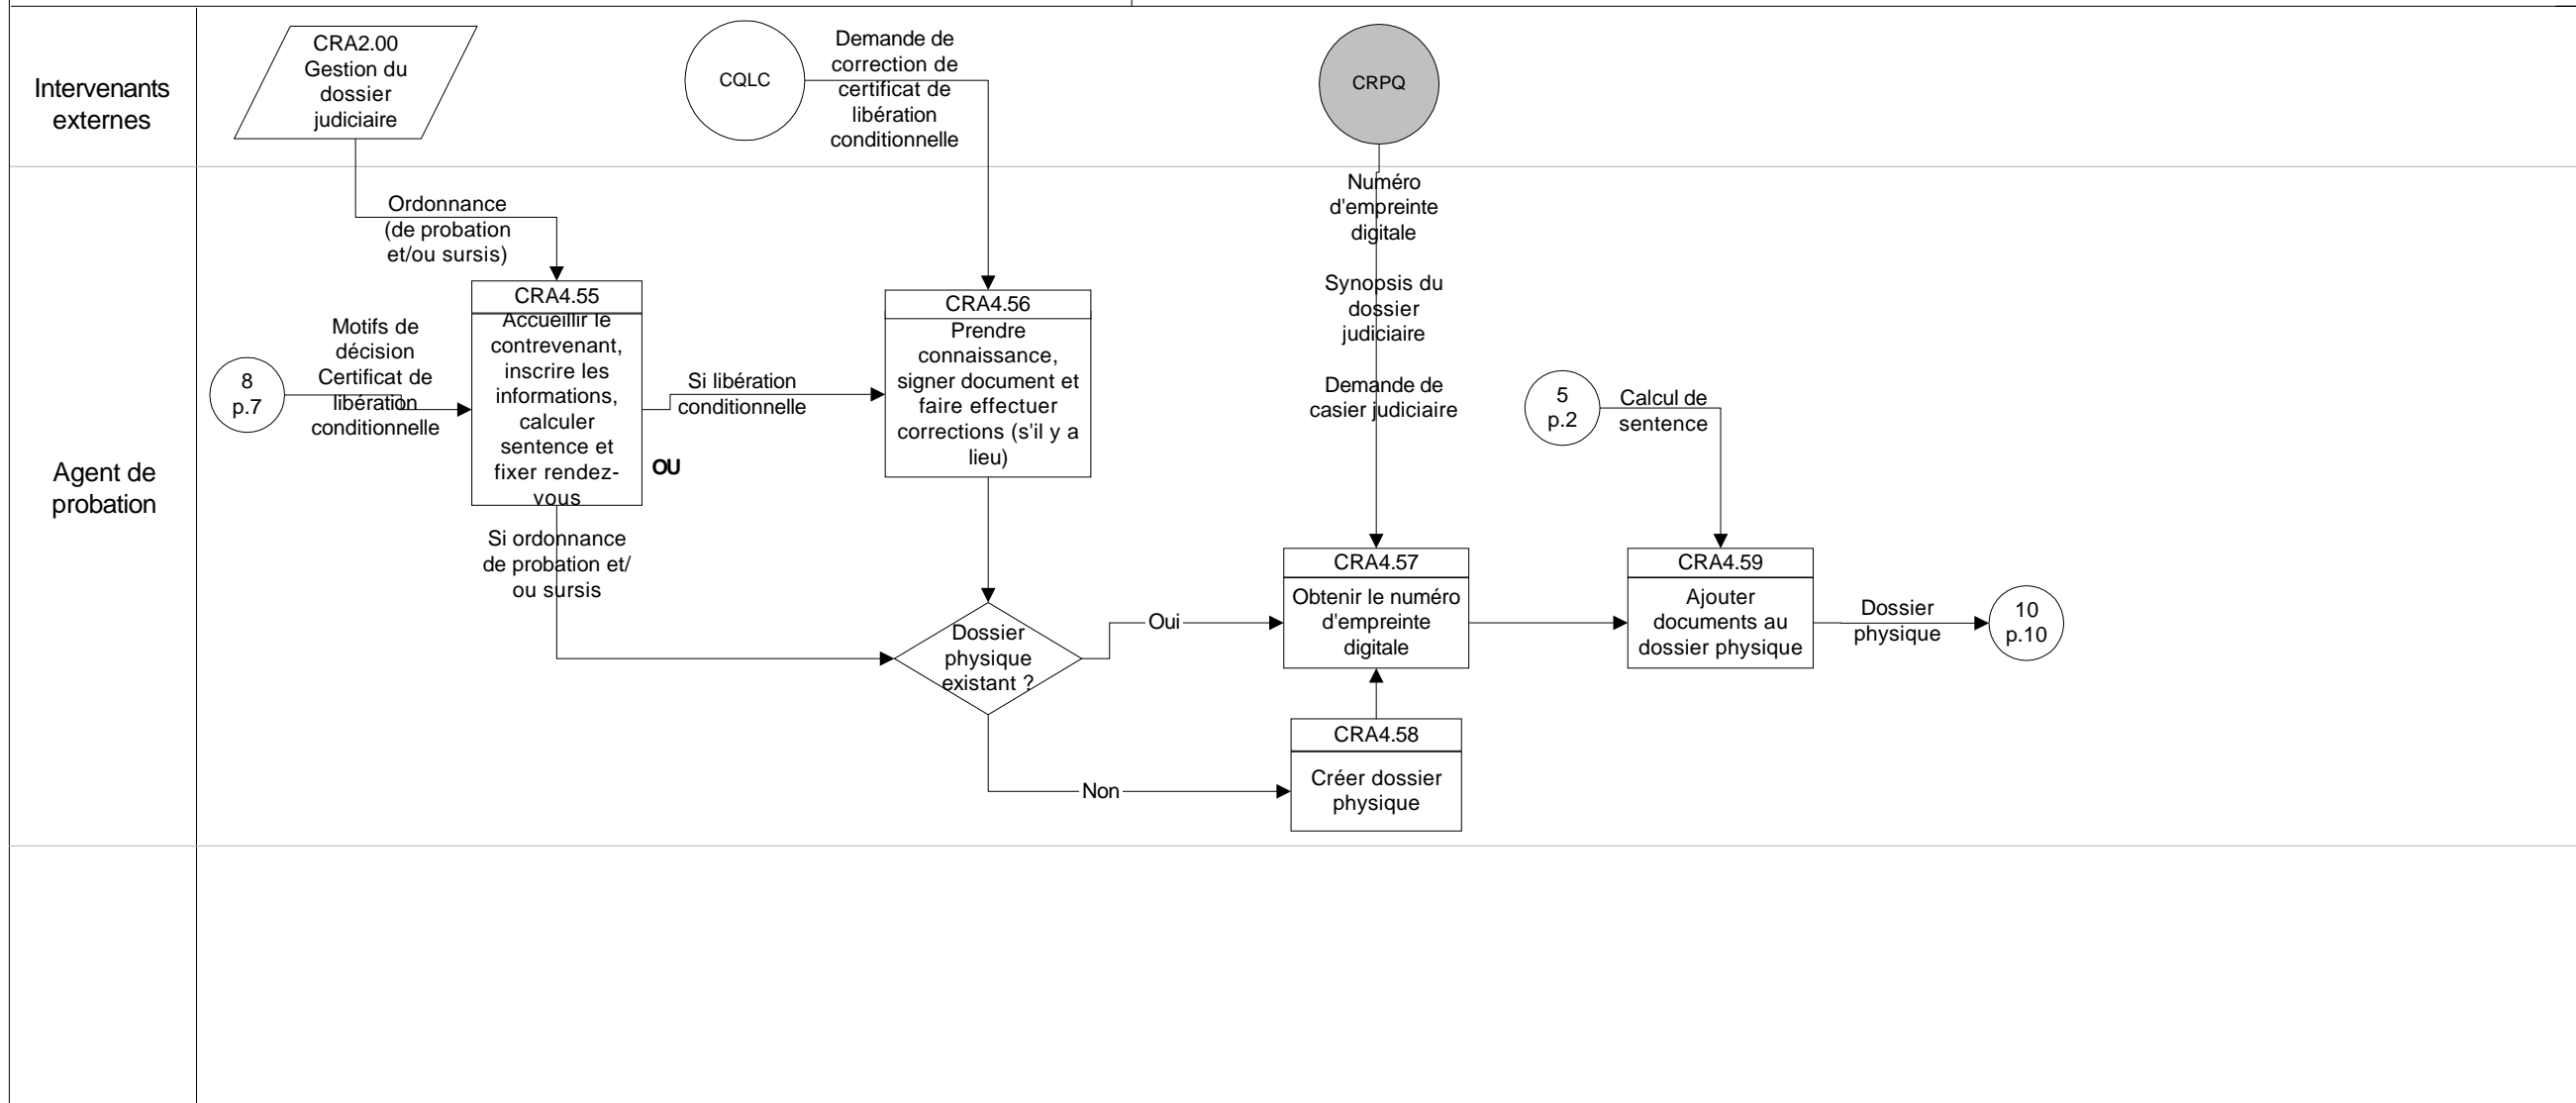 Intervenants
externes
CRA2.00
Gestion du
dossier
judiciaire
CQLC
Demande de
correction de
certificat de
libération
conditionnelle
CRPQ
Agent de
probation
Ordonnance
(de probation
et/ou sursis)
8
p.7
Motifs de
décision
Certificat de
libération
conditionnelle
CRA4.55
Accueillir le
contrevenant,
inscrire les
informations,
calculer
sentence et
fixer rendez-
vous
OU
Si libération
conditionnelle
Si ordonnance
de probation et/
ou sursis
CRA4.56
Prendre
connaissance,
signer document et
faire effectuer
corrections (s'il y a
lieu)
Dossier
physique
existant ?
Oui
Non
Numéro
d'empreinte
digitale
Synopsis du
dossier
judiciaire
Demande de
casier judiciaire
CRA4.57
Obtenir le numéro
d'empreinte
digitale
CRA4.58
Créer dossier
physique
5
p.2
Calcul de
sentence
CRA4.59
Ajouter
documents au
dossier physique
Dossier
physique
10
p.10